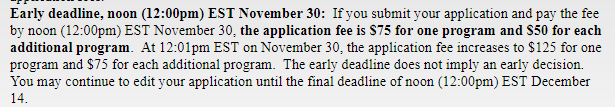 Early deadline, noon (12:00pm) EST November 30:  If you submit your application and pay the fee
by noon (12:00pm) EST November 30, the application fee is $75 for one program and $50 for each
additional program.  At 12:01pm EST on November 30, the application fee increases to $125 for one
program and $75 for each additional program.  The early deadline does not imply an early decision.
You may continue to edit your application until the final deadline of noon (12:00pm) EST December
14.